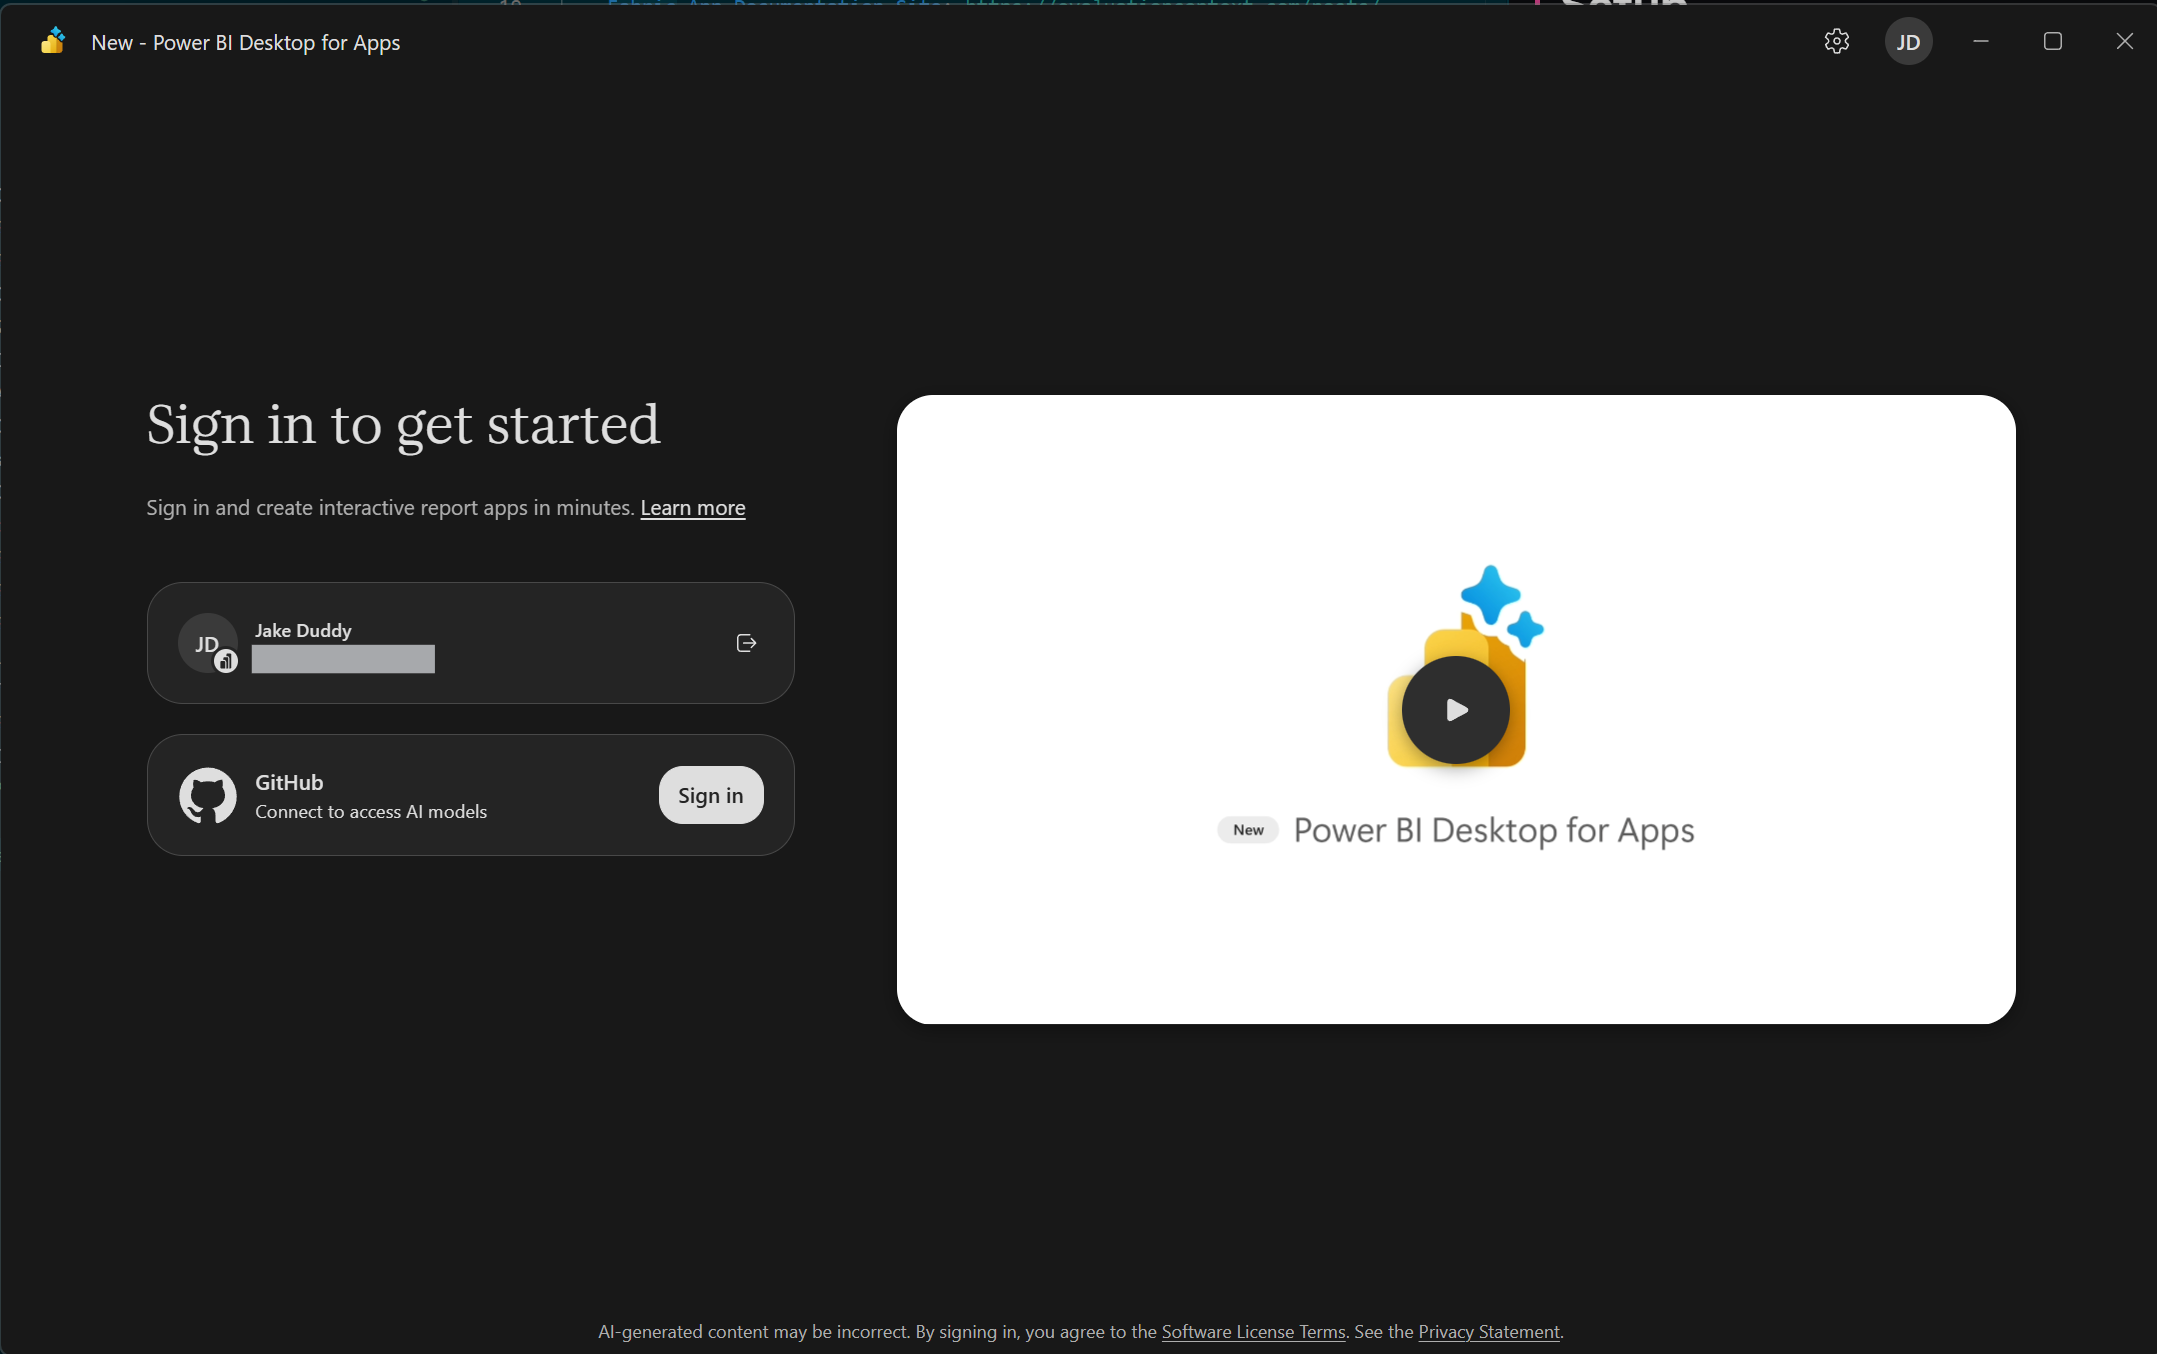 New - Power BI Desktop for Apps
JD
Sign in to get started
Sign in and create interactive report apps in minutes. Learn more
JD
Jake Duddy
GitHub
Connect to access AI models
Sign in
New Power BI Desktop for Apps
AI-generated content may be incorrect. By signing in, you agree to the Software License Terms. See the Privacy Statement.